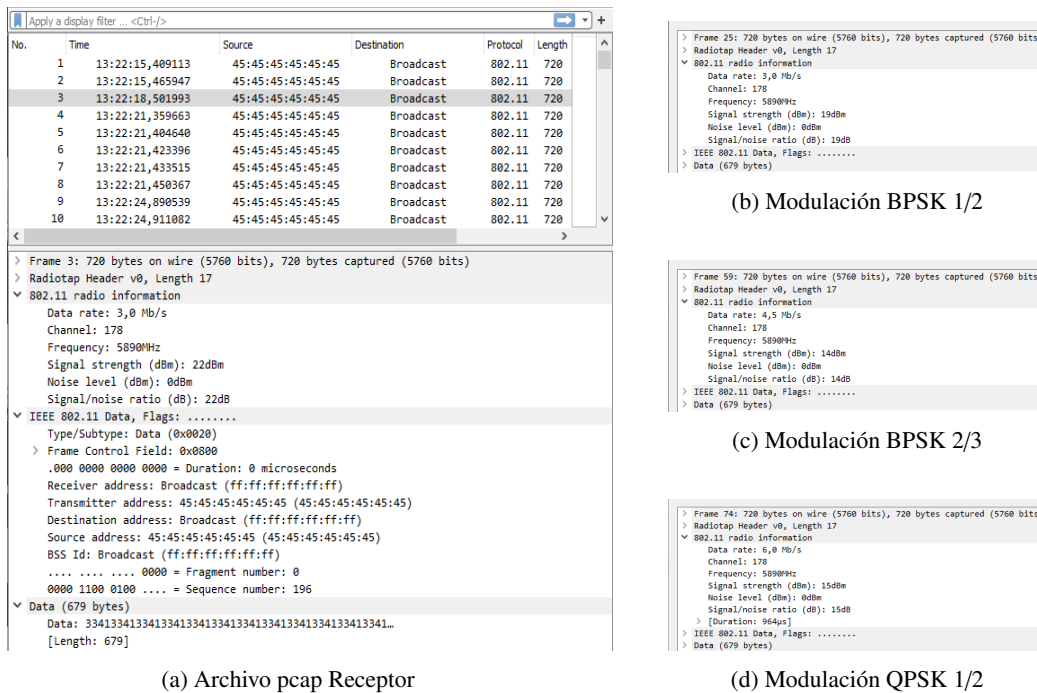 Apply a display filter ... <Ctrl-/>
No. Time Source Destination Protocol Length
1 13:22:15,409113 45:45:45:45:45:45 Broadcast 802.11 720
2 13:22:15,465947 45:45:45:45:45:45 Broadcast 802.11 720
3 13:22:18,501993 45:45:45:45:45:45 Broadcast 802.11 720
4 13:22:21,359663 45:45:45:45:45:45 Broadcast 802.11 720
5 13:22:21,404640 45:45:45:45:45:45 Broadcast 802.11 720
6 13:22:21,423396 45:45:45:45:45:45 Broadcast 802.11 720
7 13:22:21,433515 45:45:45:45:45:45 Broadcast 802.11 720
8 13:22:21,450367 45:45:45:45:45:45 Broadcast 802.11 720
9 13:22:24,890539 45:45:45:45:45:45 Broadcast 802.11 720
10 13:22:24,911082 45:45:45:45:45:45 Broadcast 802.11 720
Frame 3: 720 bytes on wire (5760 bits), 720 bytes captured (5760 bits)
Radiotap Header v0, Length 17
802.11 radio information
Data rate: 3,0 Mb/s
Channel: 178
Frequency: 5890MHz
Signal strength (dBm): 22dBm
Noise level (dBm): 0dBm
Signal/noise ratio (dB): 22dB
IEEE 802.11 Data, Flags: ........
Type/Subtype: Data (0x0020)
Frame Control Field: 0x0800
.000 0000 0000 0000 = Duration: 0 microseconds
Receiver address: Broadcast (ff:ff:ff:ff:ff:ff)
Transmitter address: 45:45:45:45:45:45 (45:45:45:45:45:45)
Destination address: Broadcast (ff:ff:ff:ff:ff:ff)
Source address: 45:45:45:45:45:45 (45:45:45:45:45:45)
BSS Id: Broadcast (ff:ff:ff:ff:ff:ff)
.... .... .... 0000 = Fragment number: 0
0000 1100 0100 .... = Sequence number: 196
Data (679 bytes)
Data: 334133413341334133413341334133413341334133413341…
[Length: 679]
(a) Archivo pcap Receptor
Frame 25: 720 bytes on wire (5760 bits), 720 bytes captured (5760 bits
Radiotap Header v0, Length 17
802.11 radio information
Data rate: 3,0 Mb/s
Channel: 178
Frequency: 5890MHz
Signal strength (dBm): 19dBm
Noise level (dBm): 0dBm
Signal/noise ratio (dB): 19dB
IEEE 802.11 Data, Flags: ........
Data (679 bytes)
(b) Modulación BPSK 1/2
Frame 59: 720 bytes on wire (5760 bits), 720 bytes captured (5760 bits
Radiotap Header v0, Length 17
802.11 radio information
Data rate: 4,5 Mb/s
Channel: 178
Frequency: 5890MHz
Signal strength (dBm): 14dBm
Noise level (dBm): 0dBm
Signal/noise ratio (dB): 14dB
IEEE 802.11 Data, Flags: ........
Data (679 bytes)
(c) Modulación BPSK 2/3
Frame 74: 720 bytes on wire (5760 bits), 720 bytes captured (5760 bits
Radiotap Header v0, Length 17
802.11 radio information
Data rate: 6,0 Mb/s
Channel: 178
Frequency: 5890MHz
Signal strength (dBm): 15dBm
Noise level (dBm): 0dBm
Signal/noise ratio (dB): 15dB
[Duration: 964µs]
IEEE 802.11 Data, Flags: ........
Data (679 bytes)
(d) Modulación QPSK 1/2